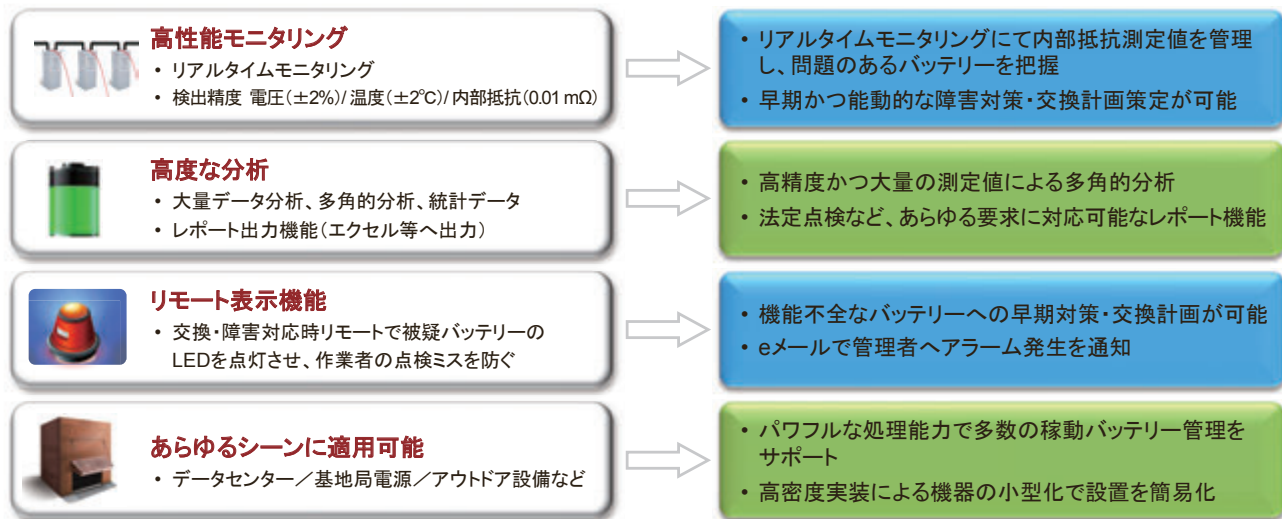 高性能モニタリング
• リアルタイムモニタリング
• 検出精度 電圧(±2%)/ 温度(±2℃)/ 内部抵抗(0.01 mΩ)
• リアルタイムモニタリングにて内部抵抗測定値を管理
し、問題のあるバッテリーを把握
• 早期かつ能動的な障害対策・交換計画策定が可能
高度な分析
• 大量データ分析、多角的分析、統計データ
• レポート出力機能(エクセル等へ出力)
• 高精度かつ大量の測定値による多角的分析
• 法定点検など、あらゆる要求に対応可能なレポート機能
リモート表示機能
• 交換・障害対応時リモートで被疑バッテリーの
LEDを点灯させ、作業者の点検ミスを防ぐ
• 機能不全なバッテリーへの早期対策・交換計画が可能
• eメールで管理者へアラーム発生を通知
あらゆるシーンに適用可能
• データセンター／基地局電源／アウトドア設備など
• パワフルな処理能力で多数の稼動バッテリー管理を
サポート
• 高密度実装による機器の小型化で設置を簡易化